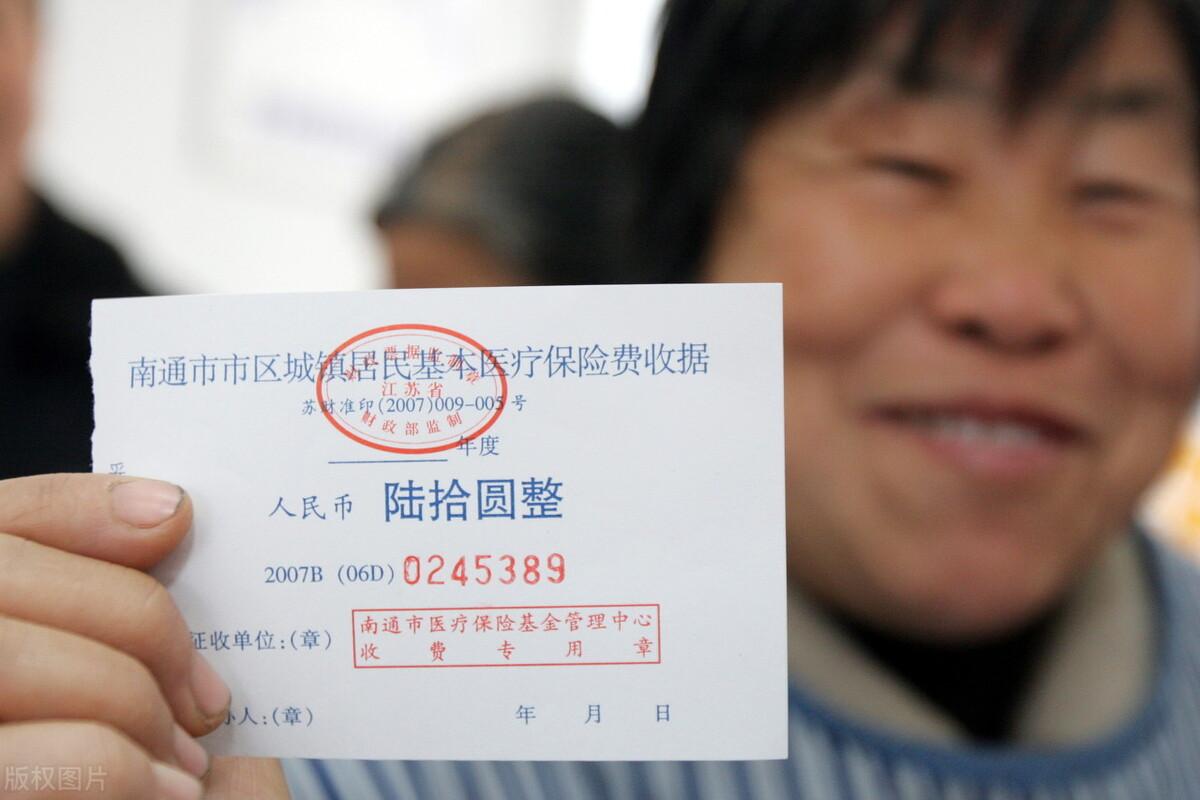 南通市市区城镇居民基本医疗保险费收据
江苏省
财政部监制
苏财准印(2007)009-005 号
年度
人民币 陆拾圆整
2007B (06D) 0245389
征收单位:(章)
南通市医疗保险基金管理中心
收费专用章
人:(章)
年 月 日
版权图片